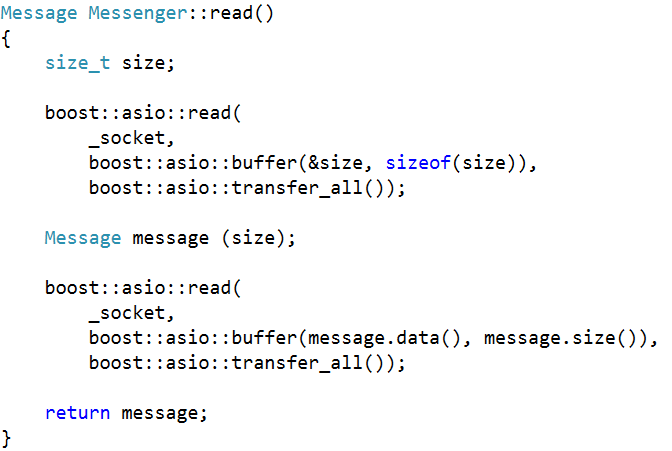 Message Messenger::read()
{
    size_t size;

    boost::asio::read(
        _socket,
        boost::asio::buffer(&size, sizeof(size)),
        boost::asio::transfer_all());

    Message message (size);

    boost::asio::read(
        _socket,
        boost::asio::buffer(message.data(), message.size()),
        boost::asio::transfer_all());

    return message;
}